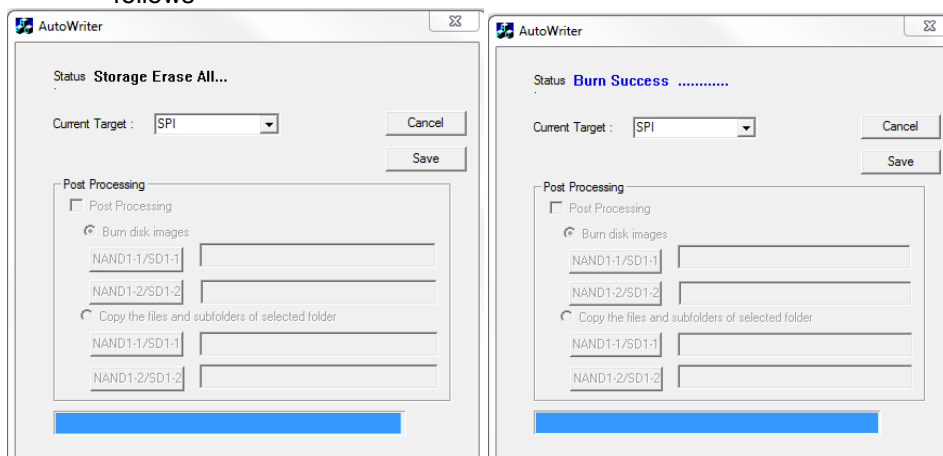 follows
AutoWriter
Status Storage Erase All...
Current Target : SPI
Cancel
Save
Post Processing
Post Processing
Burn disk images
NAND1-1/SD1-1
NAND1-2/SD1-2
Copy the files and subfolders of selected folder
NAND1-1/SD1-1
NAND1-2/SD1-2
AutoWriter
Status Burn Success ............
Current Target : SPI
Cancel
Save
Post Processing
Post Processing
Burn disk images
NAND1-1/SD1-1
NAND1-2/SD1-2
Copy the files and subfolders of selected folder
NAND1-1/SD1-1
NAND1-2/SD1-2